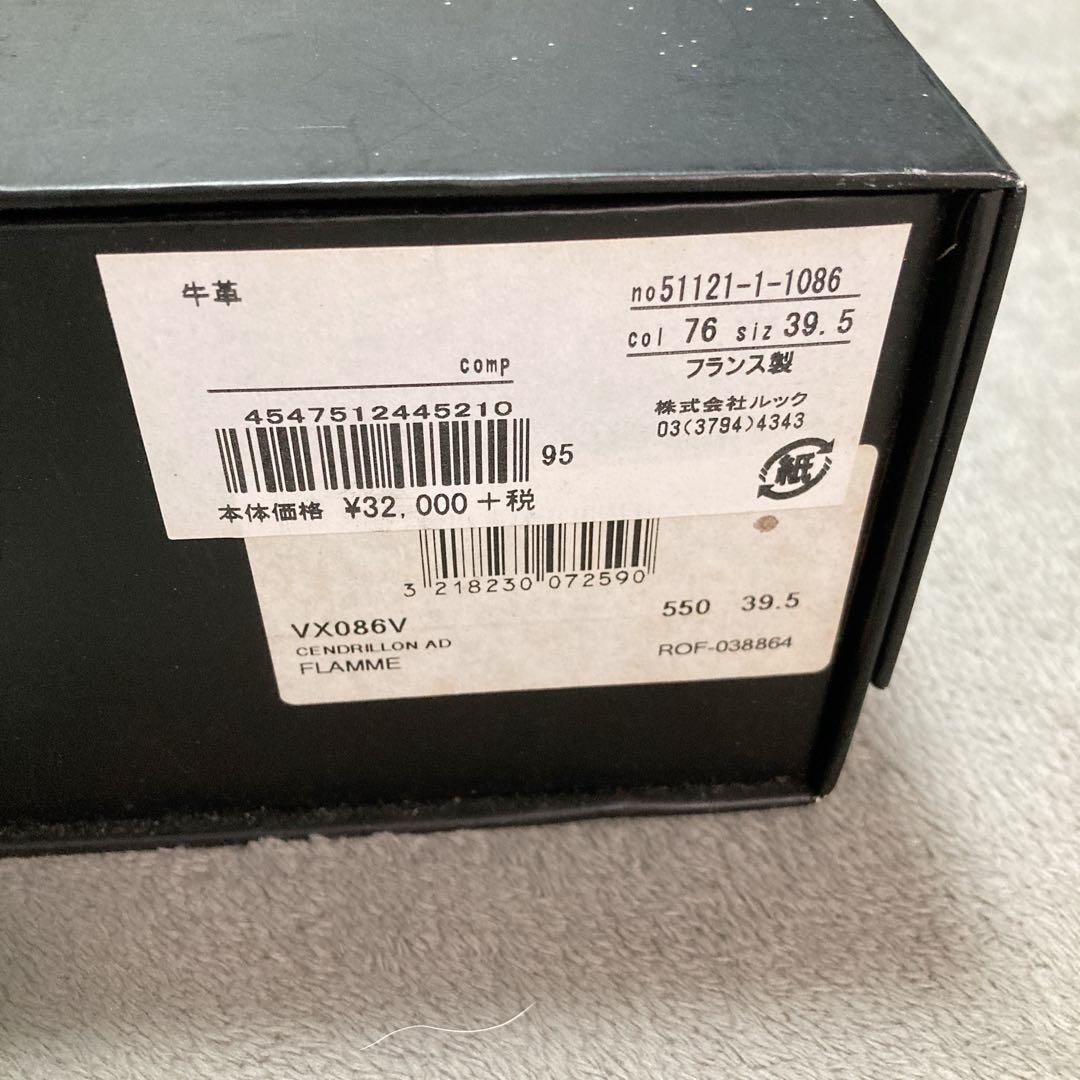 牛革
no51121-1-1086
col 76 siz 39.5
フランス製
comp
株式会社ルック
03(3794)4343
4547512445210
95
紙
本体価格 ¥32,000+税
3 218230 072590
VX086V
550 39.5
CENDRILLON AD
ROF-038864
FLAMME